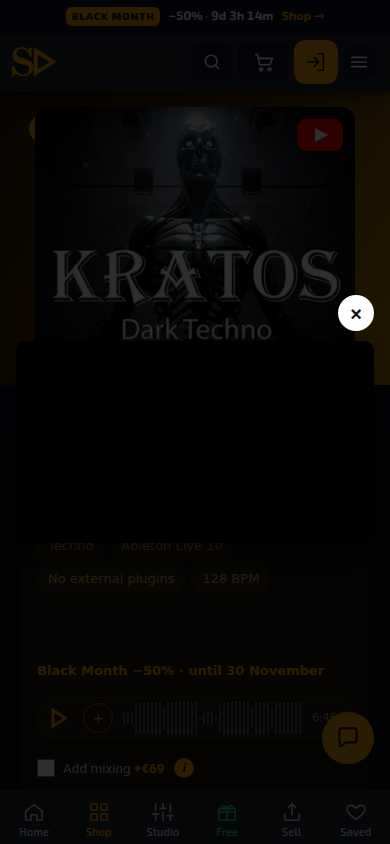 BLACK MONTH −50% · 9d 3h 14m Shop →
SD
KRATOS
Dark Techno
×
Techno Ableton Live 10
No external plugins 128 BPM
Black Month −50% · until 30 November
+
Add mixing +€69 i
Home Shop Studio Free Sell Saved